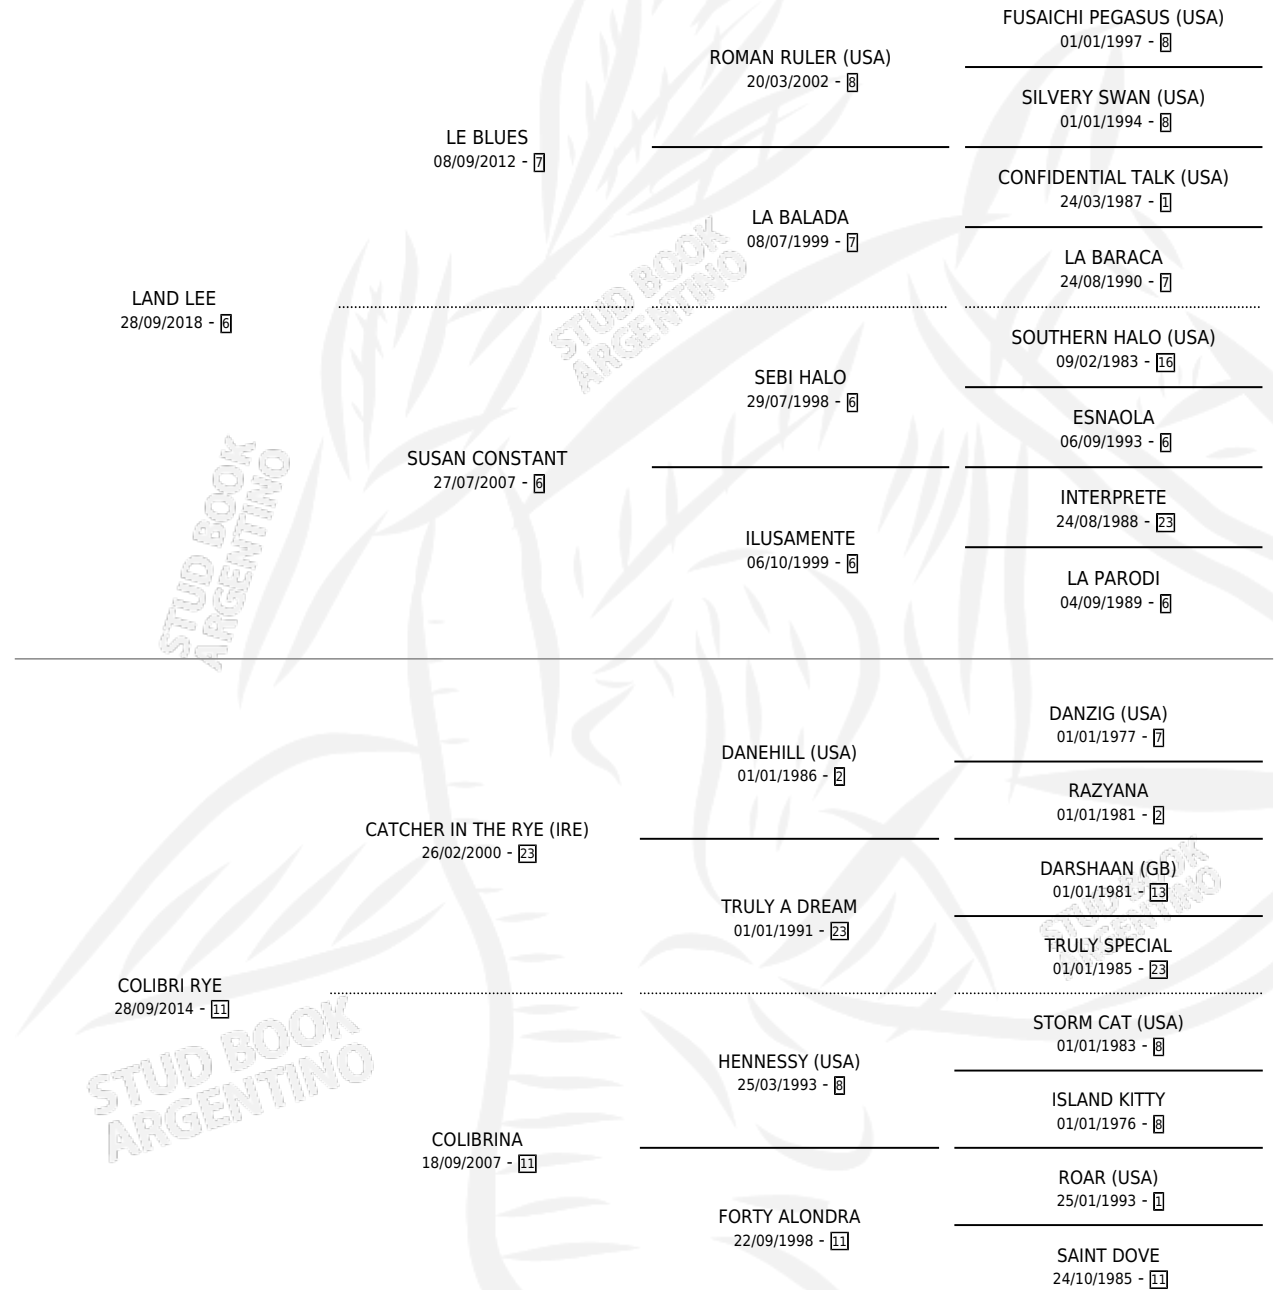 FUSAICHI PEGASUS (USA)
01/01/1997 - 8
ROMAN RULER (USA)
20/03/2002 - 8
SILVERY SWAN (USA)
01/01/1994 - 8
LE BLUES
08/09/2012 - 7
CONFIDENTIAL TALK (USA)
24/03/1987 - 1
LA BALADA
08/07/1999 - 7
LA BARACA
24/08/1990 - 7
LAND LEE
28/09/2018 - 6
STUD BOOK
ARGENTINO
SOUTHERN HALO (USA)
09/02/1983 - 16
SEBI HALO
29/07/1998 - 6
ESNAOLA
06/09/1993 - 6
SUSAN CONSTANT
27/07/2007 - 6
INTERPRETE
24/08/1988 - 23
ILUSAMENTE
06/10/1999 - 6
LA PARODI
04/09/1989 - 6
STUD BOOK
ARGENTINO
DANZIG (USA)
01/01/1977 - 7
DANEHILL (USA)
01/01/1986 - 2
RAZYANA
01/01/1981 - 2
CATCHER IN THE RYE (IRE)
26/02/2000 - 23
DARSHAAN (GB)
01/01/1981 - 13
TRULY A DREAM
01/01/1991 - 23
TRULY SPECIAL
01/01/1985 - 23
STUD BOOK
ARGENTINO
COLIBRI RYE
28/09/2014 - 11
STORM CAT (USA)
01/01/1983 - 8
HENNESSY (USA)
25/03/1993 - 8
ISLAND KITTY
01/01/1976 - 8
STUD BOOK
ARGENTINO
COLIBRINA
18/09/2007 - 11
ROAR (USA)
25/01/1993 - 1
FORTY ALONDRA
22/09/1998 - 11
SAINT DOVE
24/10/1985 - 11